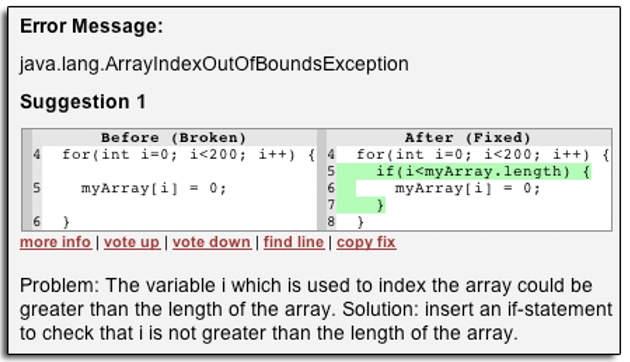 Error Message:
java.lang.ArrayIndexOutOfBoundsException
Suggestion 1
Before (Broken) After (Fixed)
4 for(int i=0; i<200; i++) { 4 for(int i=0; i<200; i++) {
5 if(i<myArray.length) {
5 myArray[i] = 0; 6 myArray[i] = 0;
7 }
6 } 8 }
more info | vote up | vote down | find line | copy fix
Problem: The variable i which is used to index the array could be
greater than the length of the array. Solution: insert an if-statement
to check that i is not greater than the length of the array.